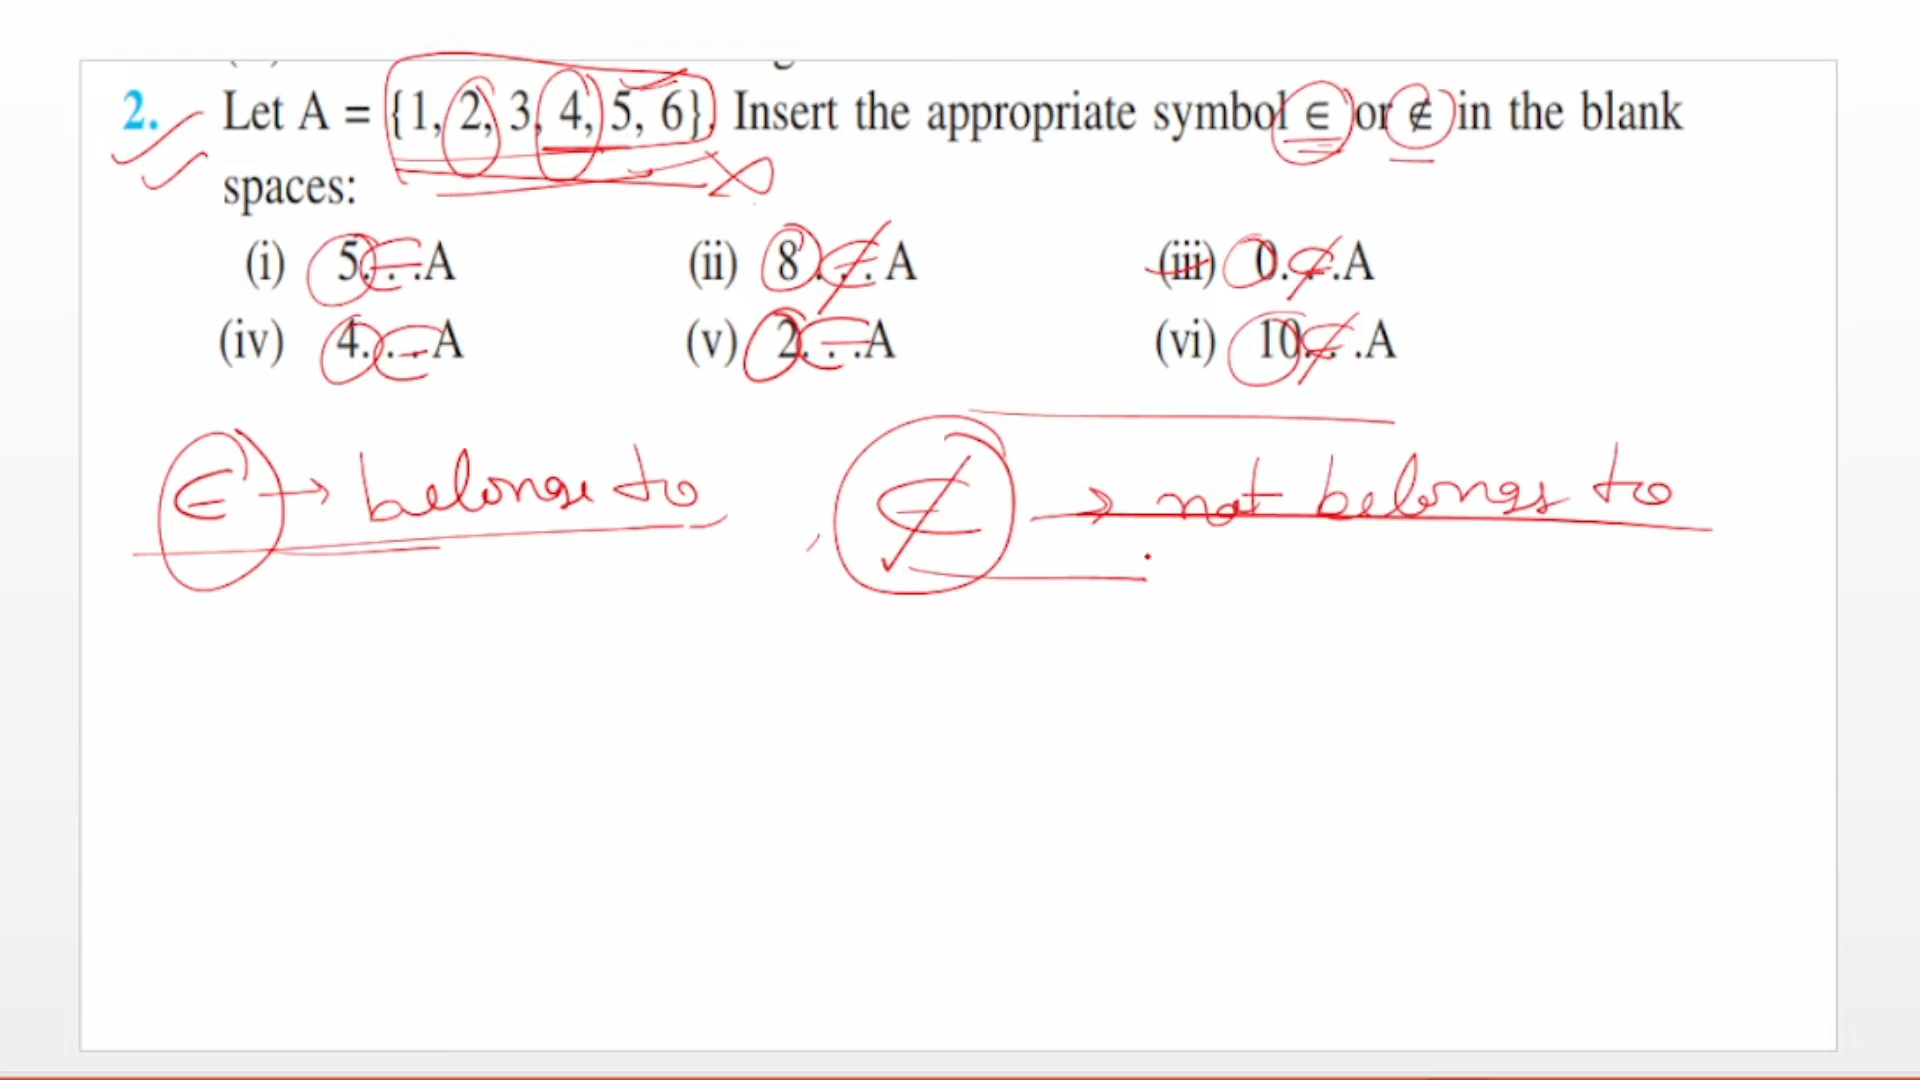 2. Let A = {1, 2, 3, 4, 5, 6}. Insert the appropriate symbol ∈ or ∉ in the blank
spaces:
(i) 5 ∈ . . .A (ii) 8 ∉ . . . A (iii) 0 ∉ . . .A
(iv) 4 ∈ . . . A (v) 2 ∈ . . .A (vi) 10 ∉ . . .A
∈ → belongs to , ∉ → not belongs to